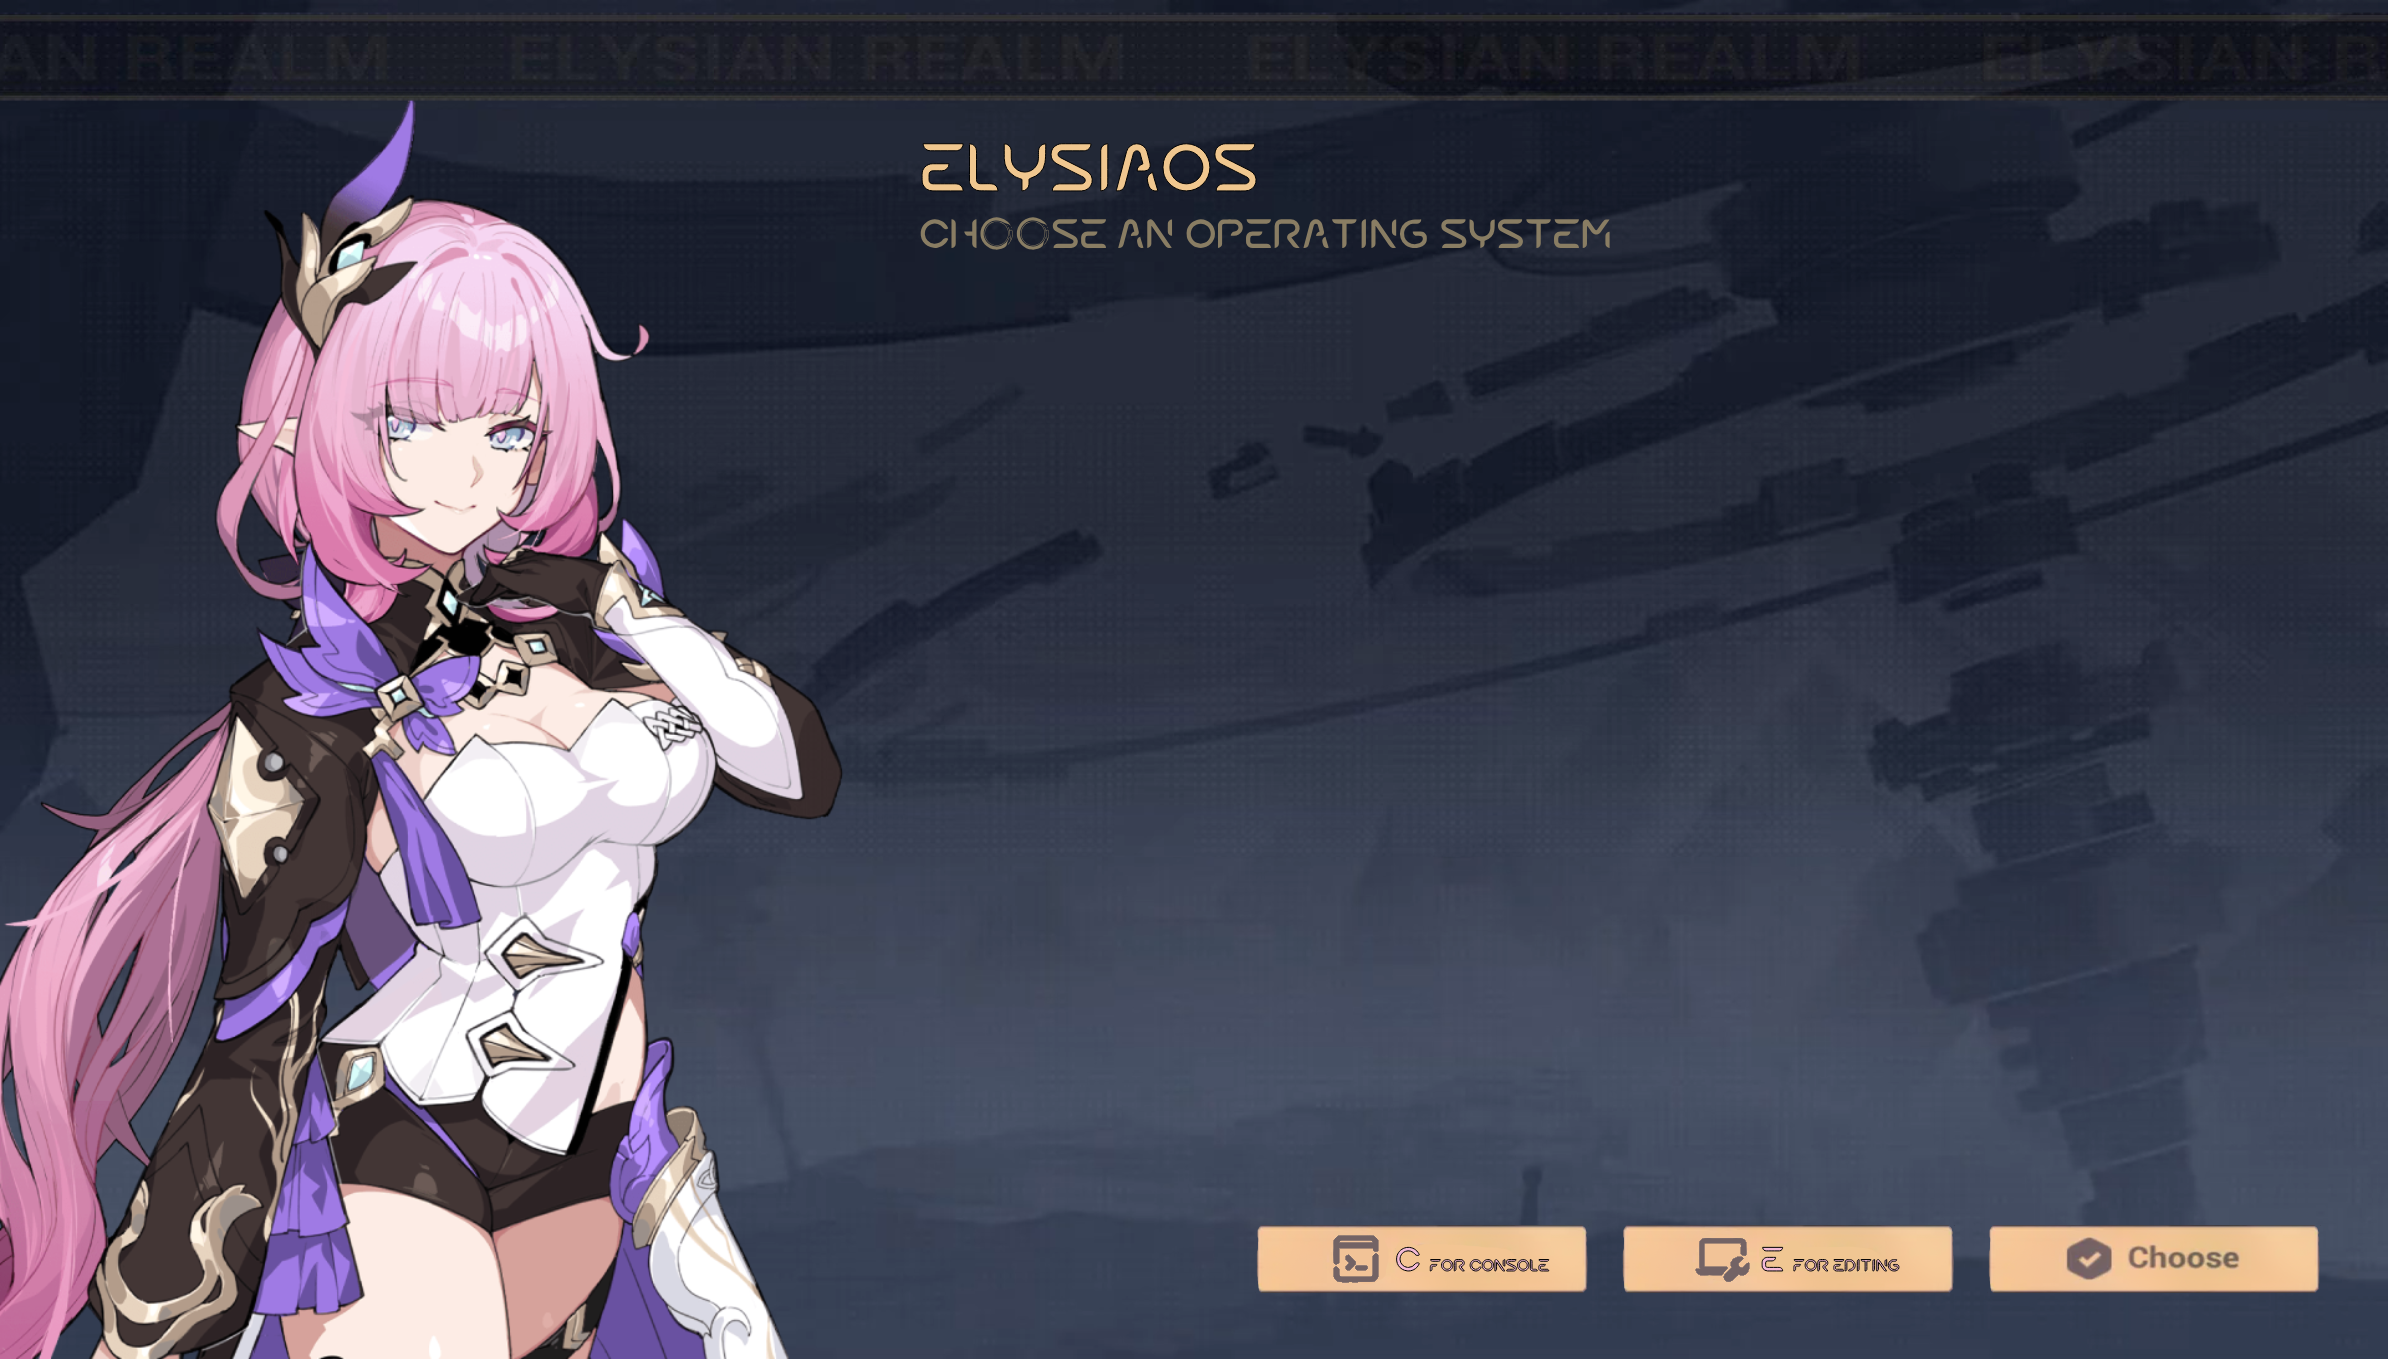 AN REALM ELYSIAN REALM ELYSIAN REALM ELYSIAN R
ELYSIAOS
CHOOSE AN OPERATING SYSTEM
C FOR CONSOLE
E FOR EDITING
Choose